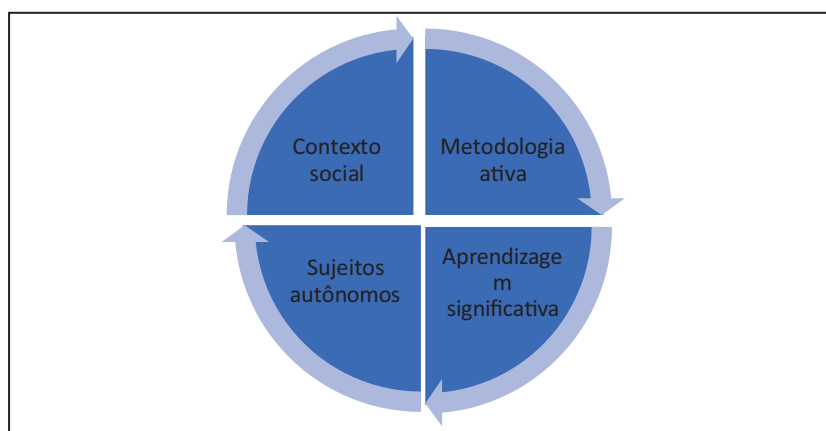 Contexto
social
Metodologia
ativa
Sujeitos
autônomos
Aprendizage
m
significativa